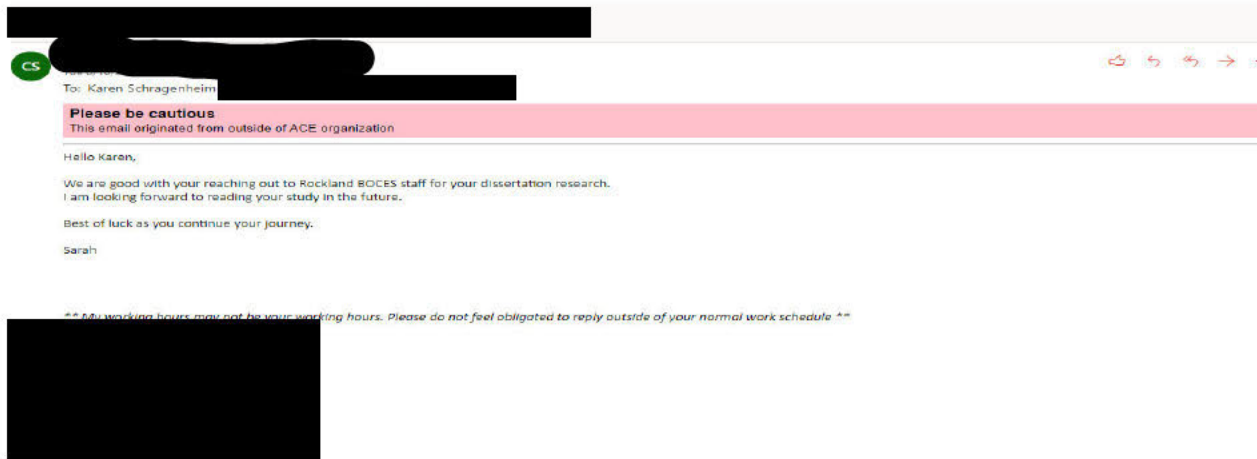 CS
To: Karen Schragenheim
Please be cautious
This email originated from outside of ACE organization
Hello Karen,
We are good with your reaching out to Rockland BOCES staff for your dissertation research.
I am looking forward to reading your study in the future.
Best of luck as you continue your journey.
Sarah
** My working hours may not be your working hours. Please do not feel obligated to reply outside of your normal work schedule **